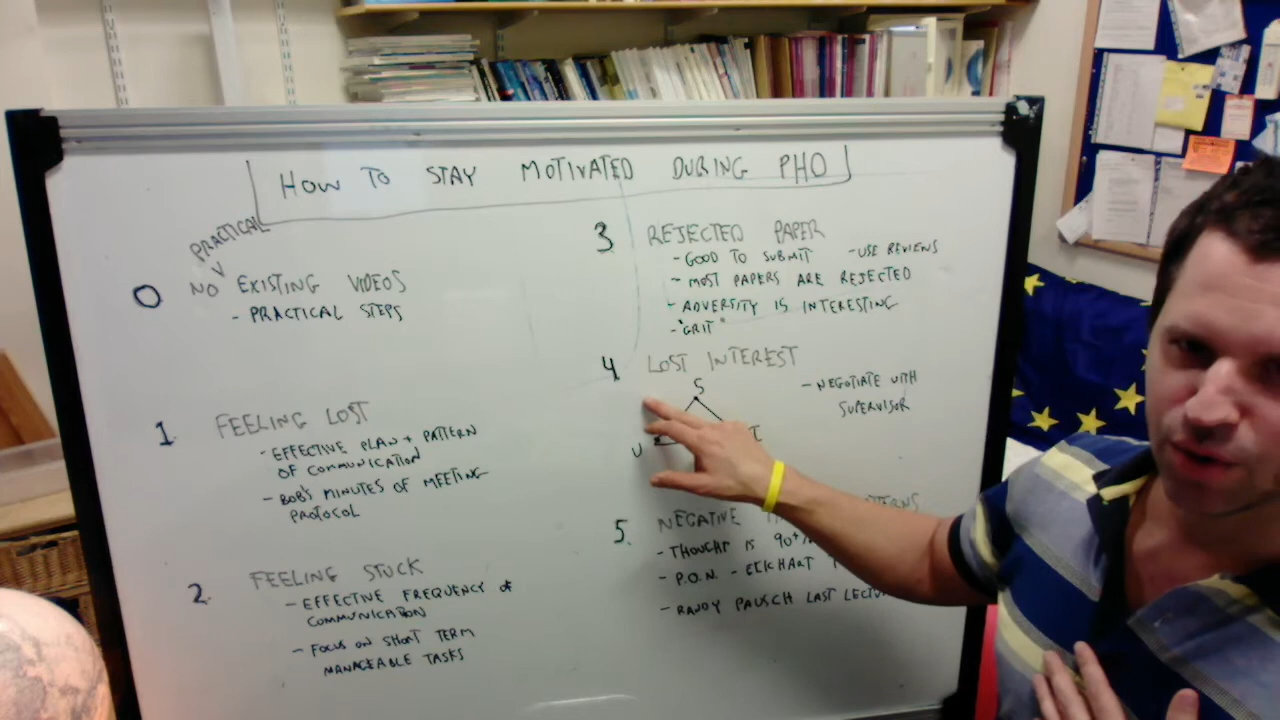 HOW TO STAY MOTIVATED DURING PHD
PRACTICAL
0 NO EXISTING VIDEOS
- PRACTICAL STEPS
1. FEELING LOST
- EFFECTIVE PLAN + PATTERN
OF COMMUNICATION
- BOB'S MINUTES OF MEETING
PROTOCOL
2. FEELING STUCK
- EFFECTIVE FREQUENCY OF
COMMUNICATION
- FOCUS ON SHORT TERM
MANAGEABLE TASKS
3 REJECTED PAPER
- GOOD TO SUBMIT - USE REVIEWS
- MOST PAPERS ARE REJECTED
- ADVERSITY IS INTERESTING
- "GRIT"
4. LOST INTEREST
S
- NEGOTIATE WITH
SUPERVISOR
U
5. NEGATIVE
- THOUGHT IS 90+%
- P.O.N. - ECKHART
- RANDY PAUSCH LAST